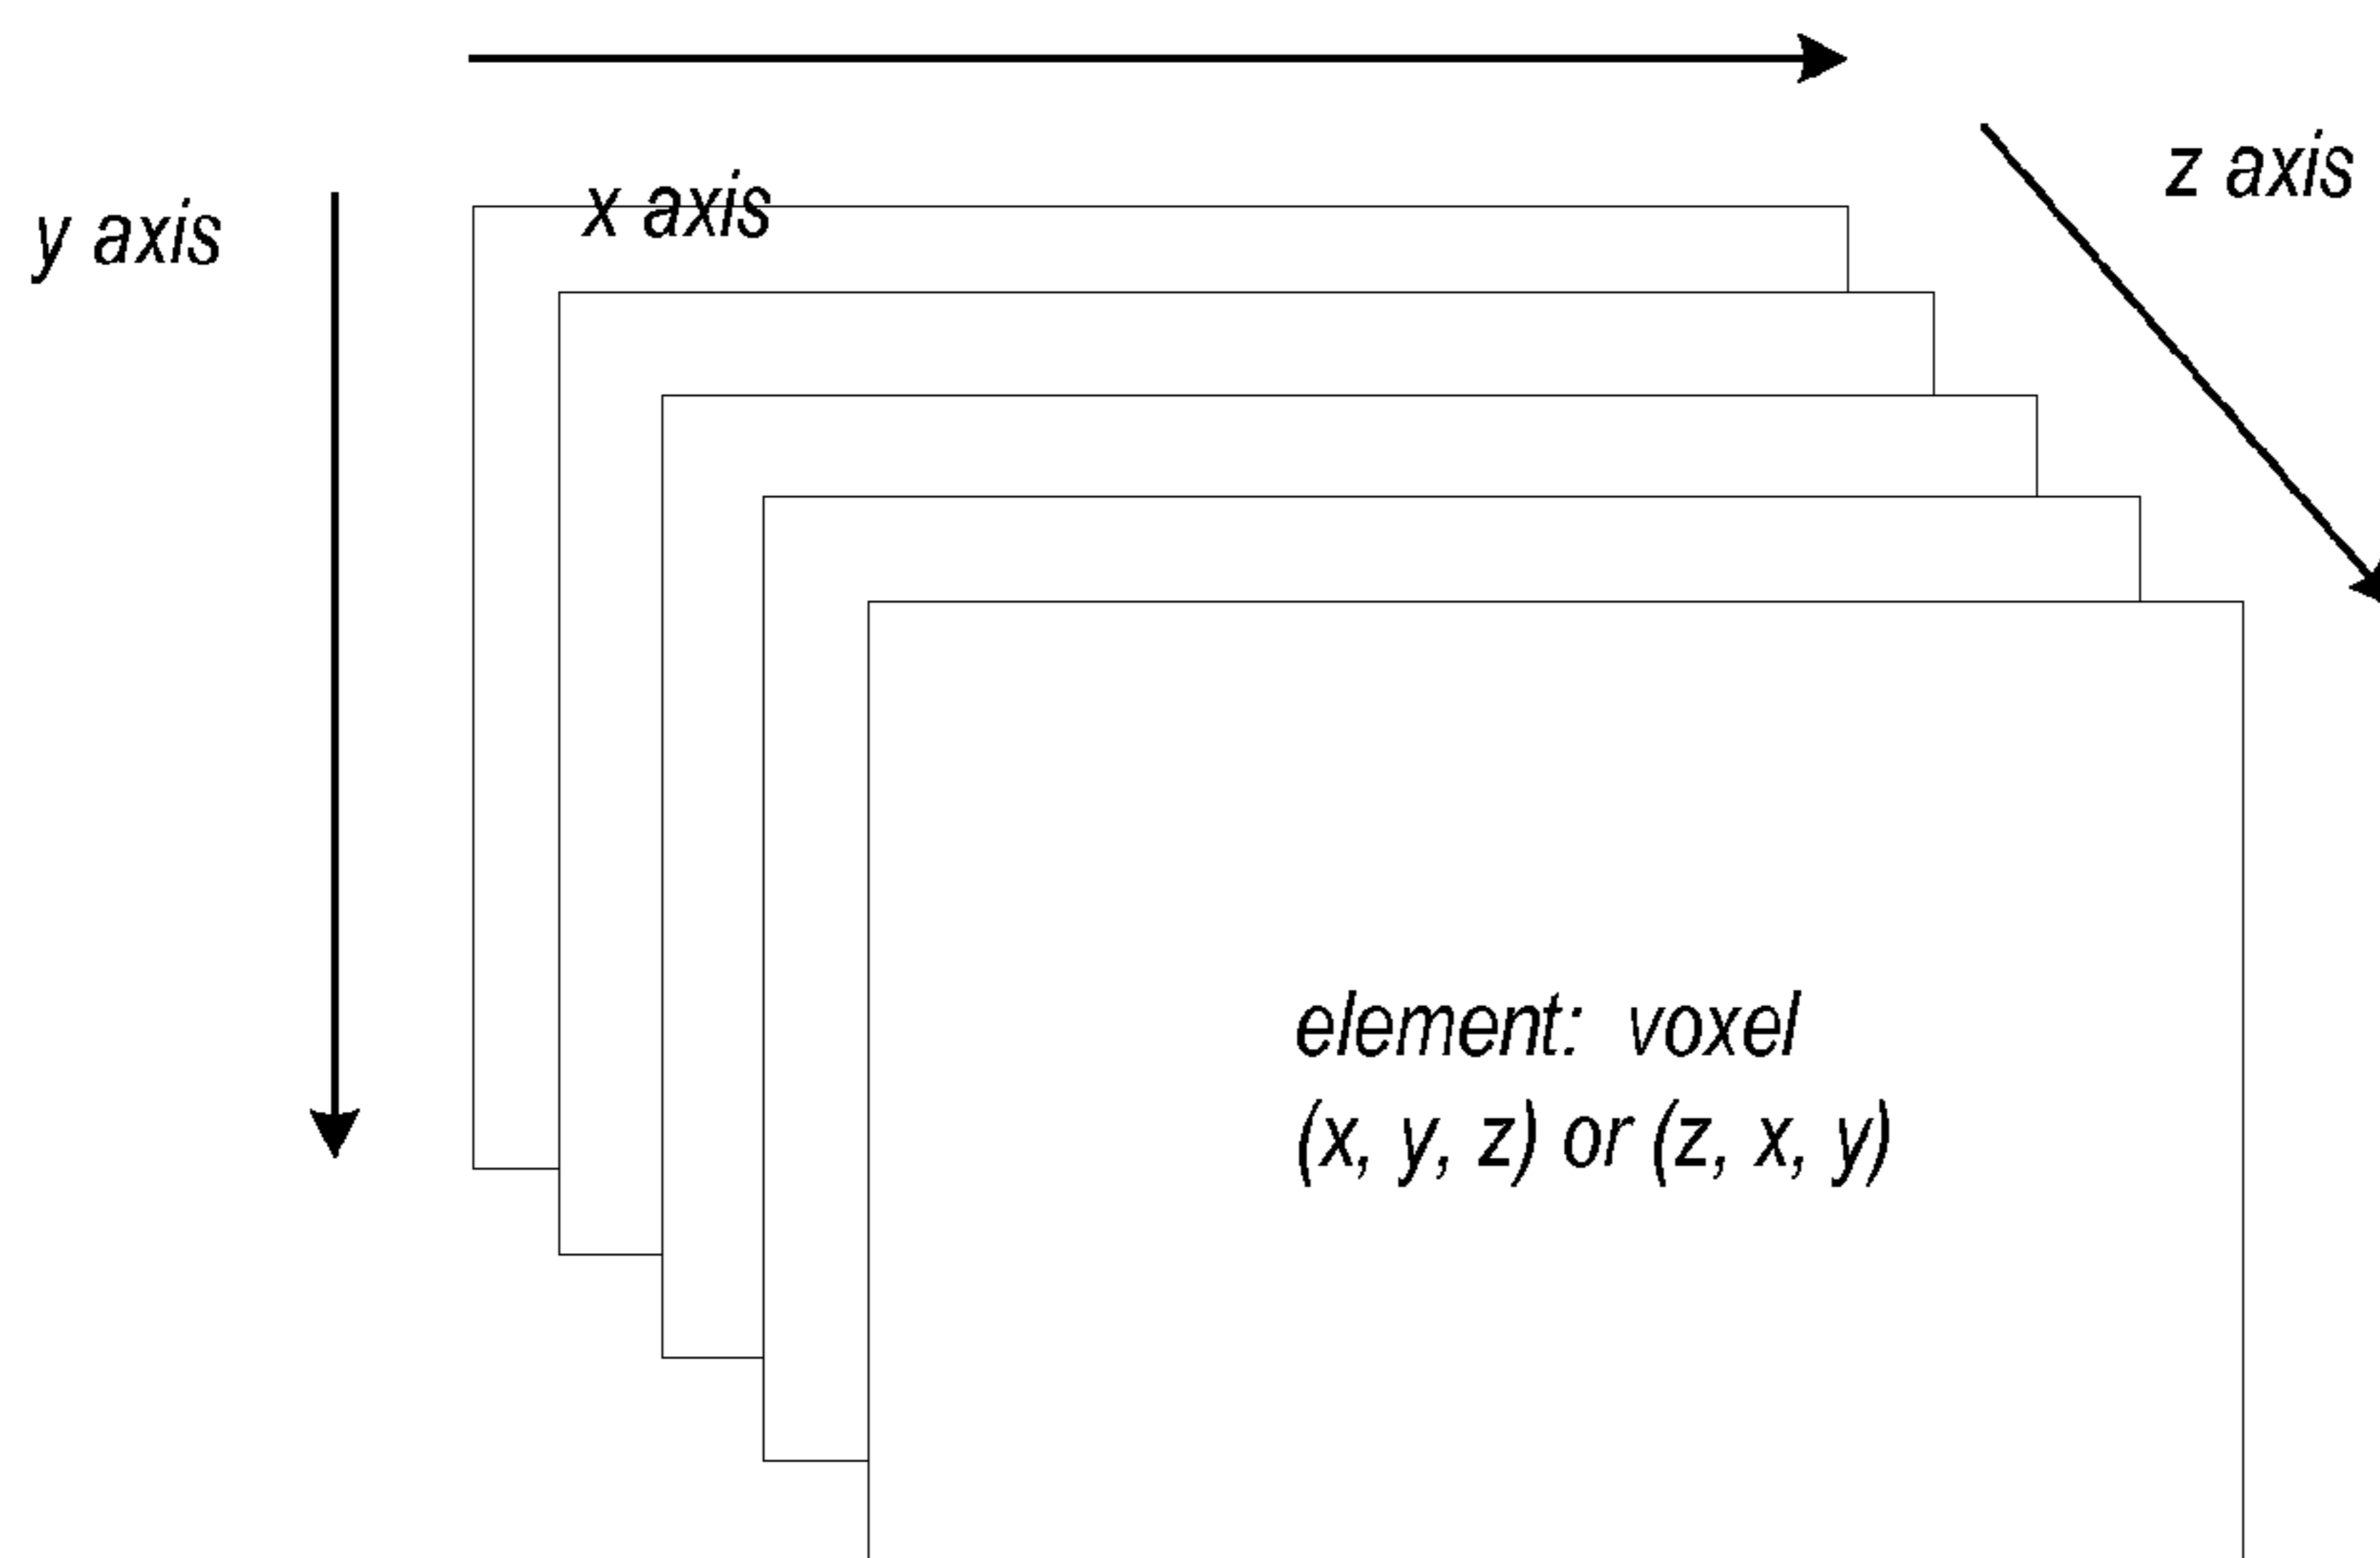 z axis
x axis
y axis
element: voxel
(x, y, z) or (z, x, y)